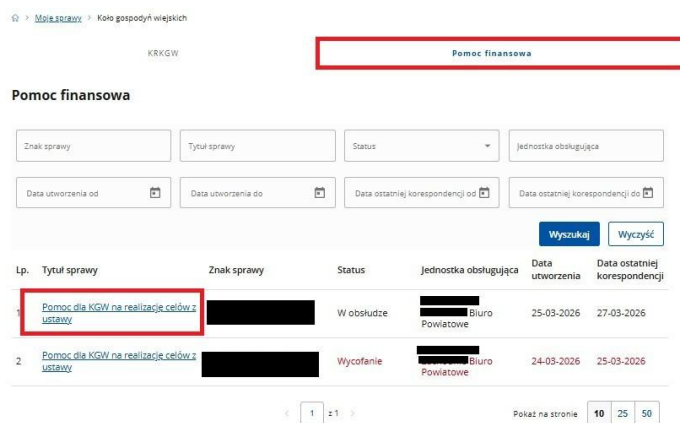 > Moje sprawy > Koło gospodyń wiejskich
KRKGW
Pomoc finansowa
Pomoc finansowa
Znak sprawy
Tytuł sprawy
Status
Jednostka obsługująca
Data utworzenia od
Data utworzenia do
Data ostatniej korespondencji od
Data ostatniej korespondencji do
Wyszukaj
Wyczyść
Lp. Tytuł sprawy Znak sprawy Status Jednostka obsługująca Data utworzenia Data ostatniej korespondencji
1 Pomoc dla KGW na realizację celów z ustawy W obsłudze Biuro Powiatowe 25-03-2026 27-03-2026
2 Pomoc dla KGW na realizację celów z ustawy Wycofanie Biuro Powiatowe 24-03-2026 25-03-2026
< 1 z 1 >
Pokaż na stronie 10 25 50